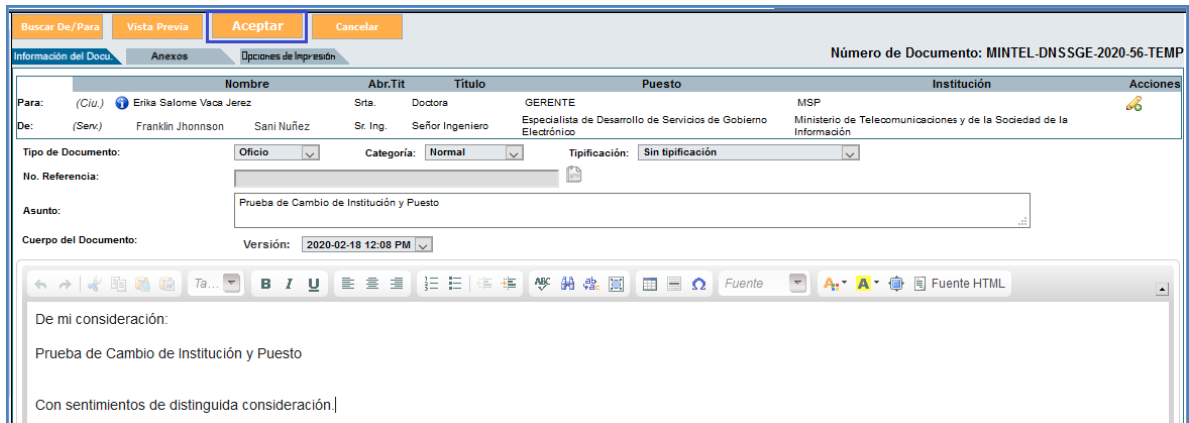 Buscar De/Para Vista Previa Aceptar Cancelar
Información del Docu. Anexos Opciones de Impresión Número de Documento: MINTEL-DNSSGE-2020-56-TEMP
Nombre Abr.Tit Título Puesto Institución Acciones
Para: (Ciu.) Erika Salome Vaca Jerez Srta. Doctora GERENTE MSP
De: (Serv.) Franklin Jhonnson Sani Nuñez Sr. Ing. Señor Ingeniero Especialista de Desarrollo de Servicios de Gobierno Electrónico Ministerio de Telecomunicaciones y de la Sociedad de la Información
Tipo de Documento: Oficio Categoría: Normal Tipificación: Sin tipificación
No. Referencia:
Asunto: Prueba de Cambio de Institución y Puesto
Cuerpo del Documento: Versión: 2020-02-18 12:08 PM
Ta... B I U ABC Ω Fuente A A Fuente HTML
De mi consideración:
Prueba de Cambio de Institución y Puesto
Con sentimientos de distinguida consideración.